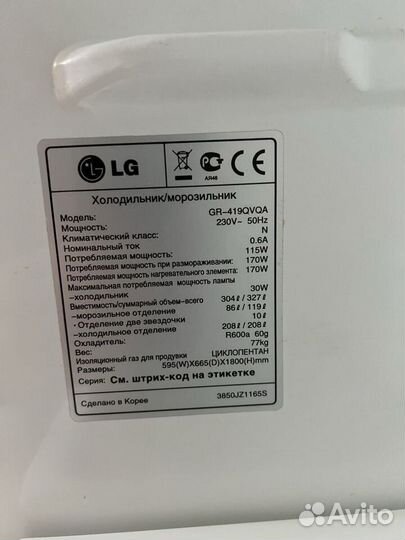 LG
CE
АЯ46
Холодильник/морозильник
Модель: GR-419QVQA
Мощность: 230V~ 50Hz
Климатический класс: N
Номинальный ток 0.6A
Потребляемая мощность: 115W
Потребляемая мощность при размораживании: 170W
Потребляемая мощность нагревательного элемента: 170W
Максимальная потребляемая мощность лампы
-холодильник 30W
Вместимость/суммарный объем-всего 304ℓ / 327ℓ
-морозильное отделение 86ℓ / 119ℓ
· Отделение две звездочки 10ℓ
-холодильное отделение 208ℓ / 208ℓ
Охладитель: R600a 60g
Вес: 77kg
Изоляционный газ для продувки ЦИКЛОПЕНТАН
Размеры: 595(W)X665(D)X1800(H)mm
Серия: См. штрих-код на этикетке
Сделано в Корее 3850JZ1165S
Avito